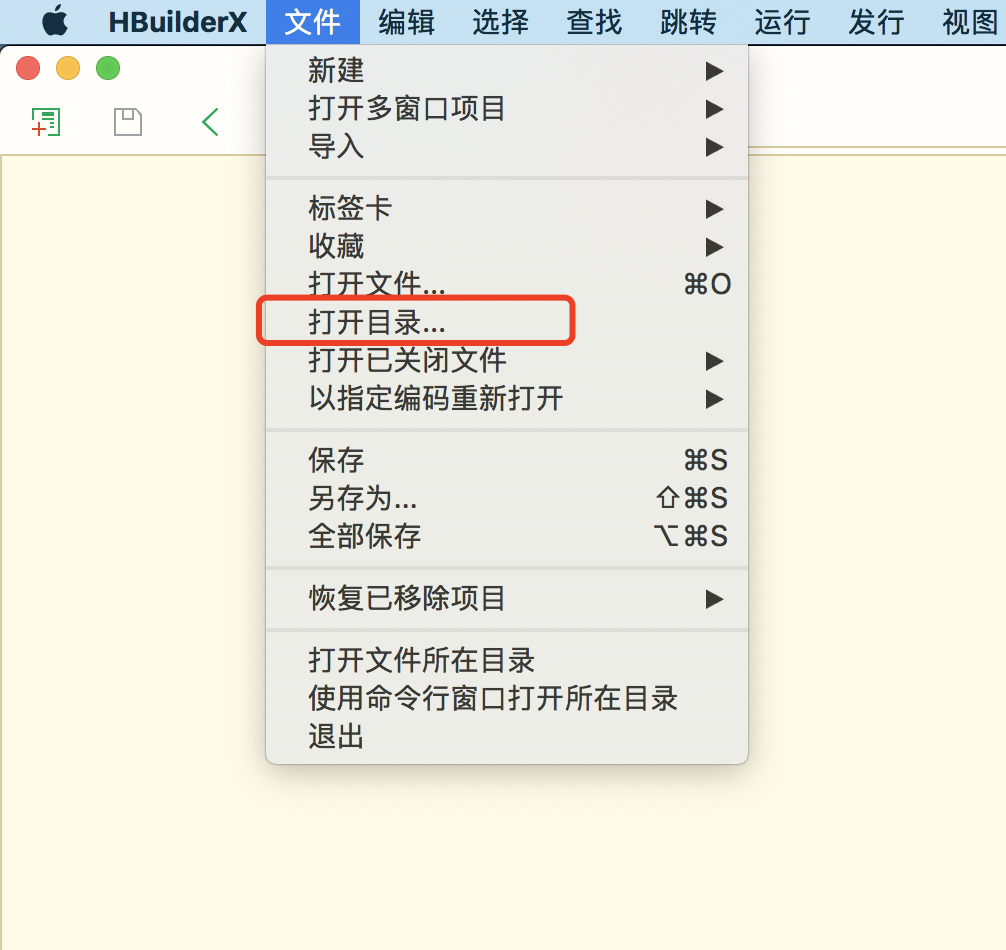 HBuilderX 文件 编辑 选择 查找 跳转 运行 发行 视图
新建
打开多窗口项目
导入
标签卡
收藏
打开文件... ⌘O
打开目录...
打开已关闭文件
以指定编码重新打开
保存 ⌘S
另存为... ⇧⌘S
全部保存 ⌥⌘S
恢复已移除项目
打开文件所在目录
使用命令行窗口打开所在目录
退出